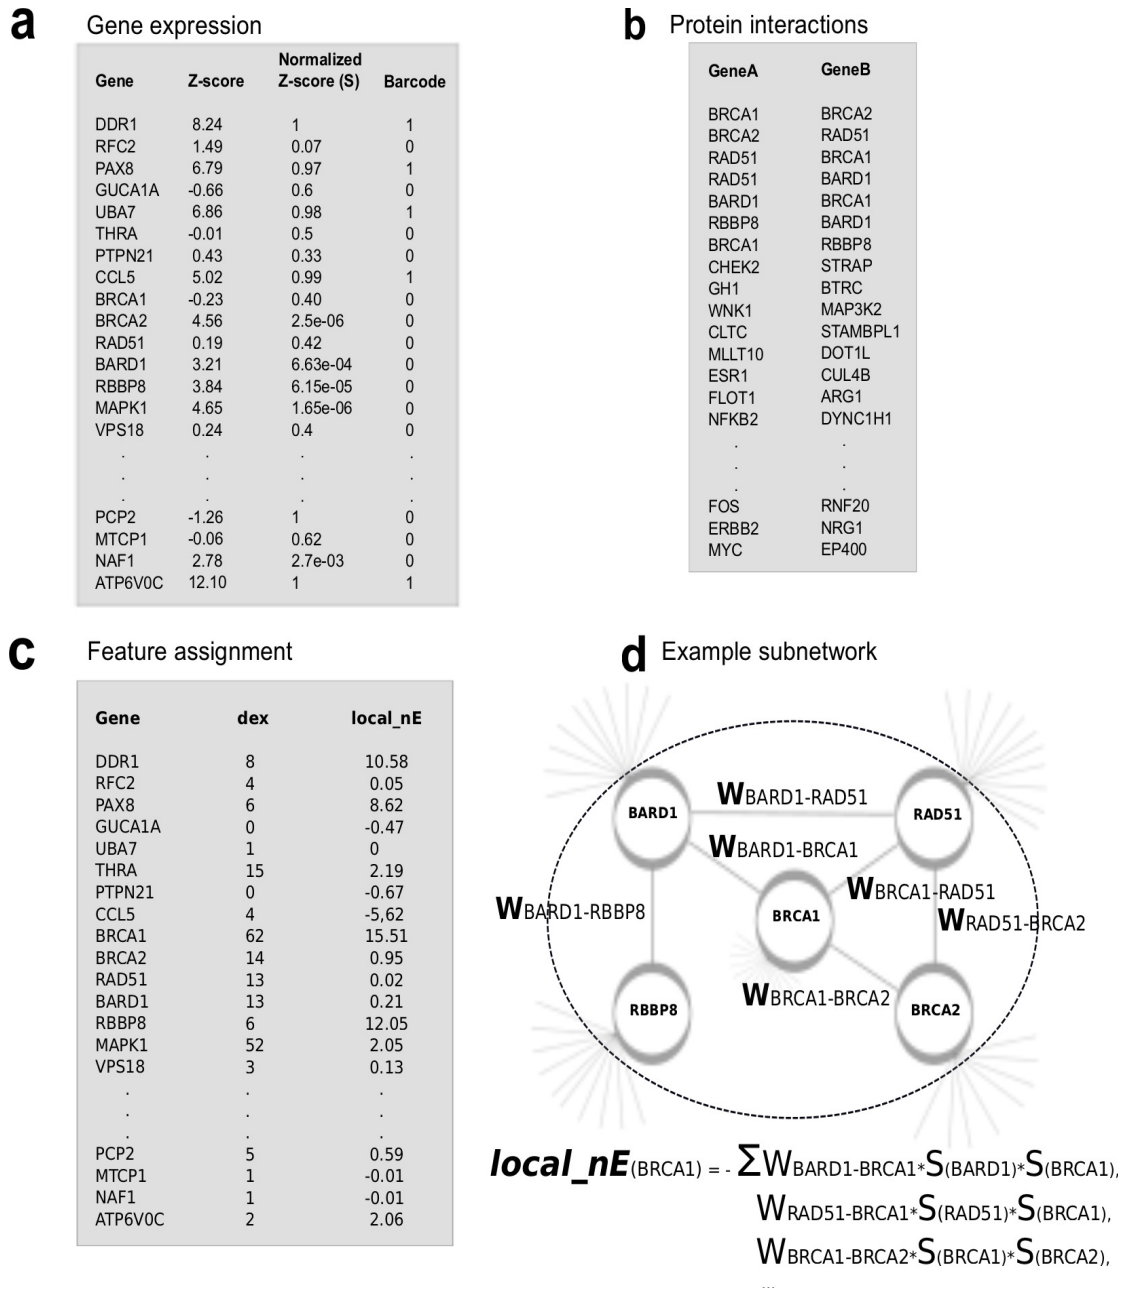 a Gene expression
Gene Z-score Normalized Z-score (S) Barcode
DDR1 8.24 1 1
RFC2 1.49 0.07 0
PAX8 6.79 0.97 1
GUCA1A -0.66 0.6 0
UBA7 6.86 0.98 1
THRA -0.01 0.5 0
PTPN21 0.43 0.33 0
CCL5 5.02 0.99 1
BRCA1 -0.23 0.40 0
BRCA2 4.56 2.5e-06 0
RAD51 0.19 0.42 0
BARD1 3.21 6.63e-04 0
RBBP8 3.84 6.15e-05 0
MAPK1 4.65 1.65e-06 0
VPS18 0.24 0.4 0
. . . .
. . . .
. . . .
PCP2 -1.26 1 0
MTCP1 -0.06 0.62 0
NAF1 2.78 2.7e-03 0
ATP6V0C 12.10 1 1
b Protein interactions
GeneA GeneB
BRCA1 BRCA2
BRCA2 RAD51
RAD51 BRCA1
RAD51 BARD1
BARD1 BRCA1
RBBP8 BARD1
BRCA1 RBBP8
CHEK2 STRAP
GH1 BTRC
WNK1 MAP3K2
CLTC STAMBPL1
MLLT10 DOT1L
ESR1 CUL4B
FLOT1 ARG1
NFKB2 DYNC1H1
. .
. .
. .
FOS RNF20
ERBB2 NRG1
MYC EP400
c Feature assignment
Gene dex local_nE
DDR1 8 10.58
RFC2 4 0.05
PAX8 6 8.62
GUCA1A 0 -0.47
UBA7 1 0
THRA 15 2.19
PTPN21 0 -0.67
CCL5 4 -5,62
BRCA1 62 15.51
BRCA2 14 0.95
RAD51 13 0.02
BARD1 13 0.21
RBBP8 6 12.05
MAPK1 52 2.05
VPS18 3 0.13
. . .
. . .
. . .
PCP2 5 0.59
MTCP1 1 -0.01
NAF1 1 -0.01
ATP6V0C 2 2.06
d Example subnetwork
WBARD1-RAD51
BARD1 RAD51
WBARD1-BRCA1
WBRCA1-RAD51
WBARD1-RBBP8
BRCA1
WRAD51-BRCA2
WBRCA1-BRCA2
RBBP8 BRCA2
local_nE(BRCA1) = - ΣWBARD1-BRCA1*S(BARD1)*S(BRCA1),
WRAD51-BRCA1*S(RAD51)*S(BRCA1),
WBRCA1-BRCA2*S(BRCA1)*S(BRCA2),
...